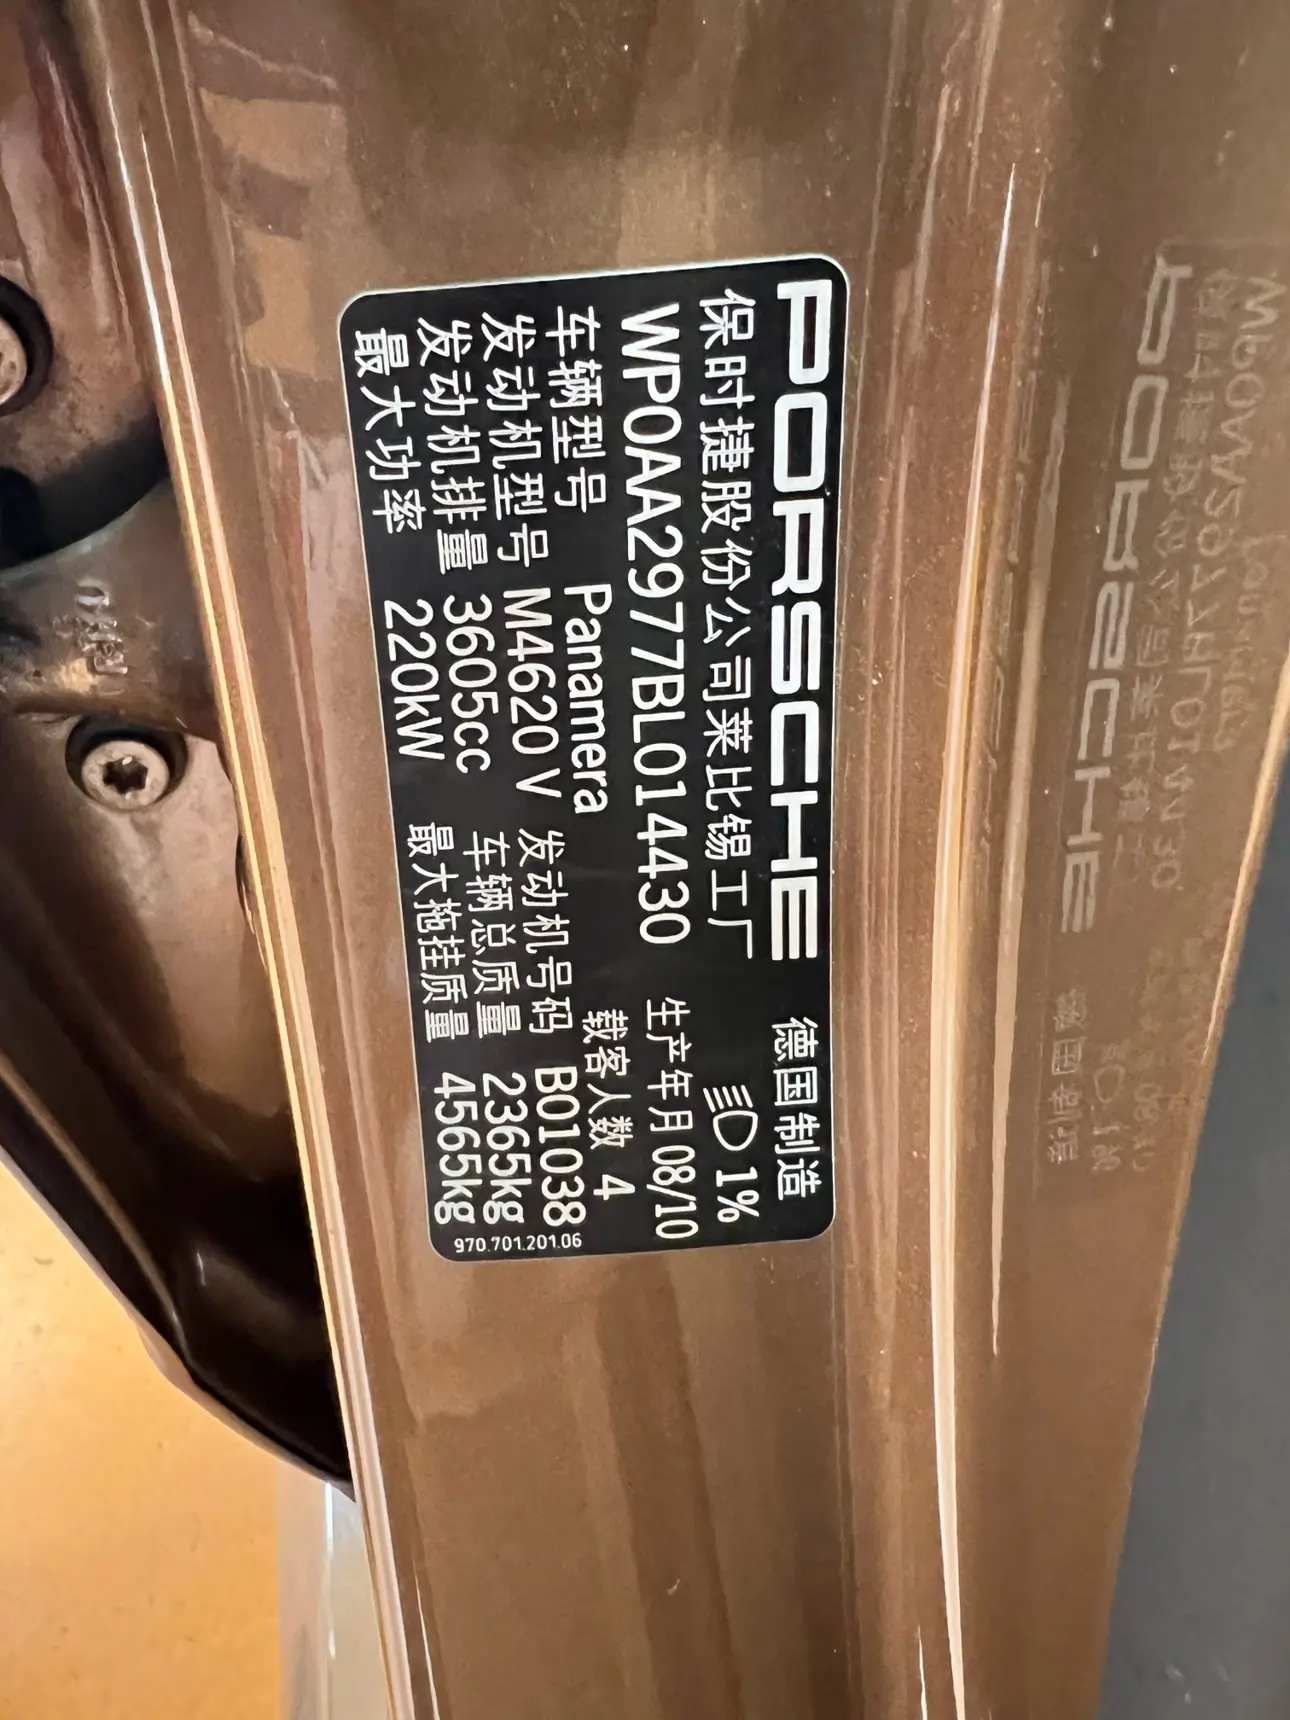 PORSCHE 德国制造
保时捷股份公司莱比锡工厂 1%
WP0AA2977BL014430 生产年月 08/10
车辆型号 Panamera 载客人数 4
发动机型号 M4620 V 发动机号码 B01038
发动机排量 3605cc 车辆总质量 2365kg
最大功率 220kW 最大拖挂质量 4565kg
970.701.201.06